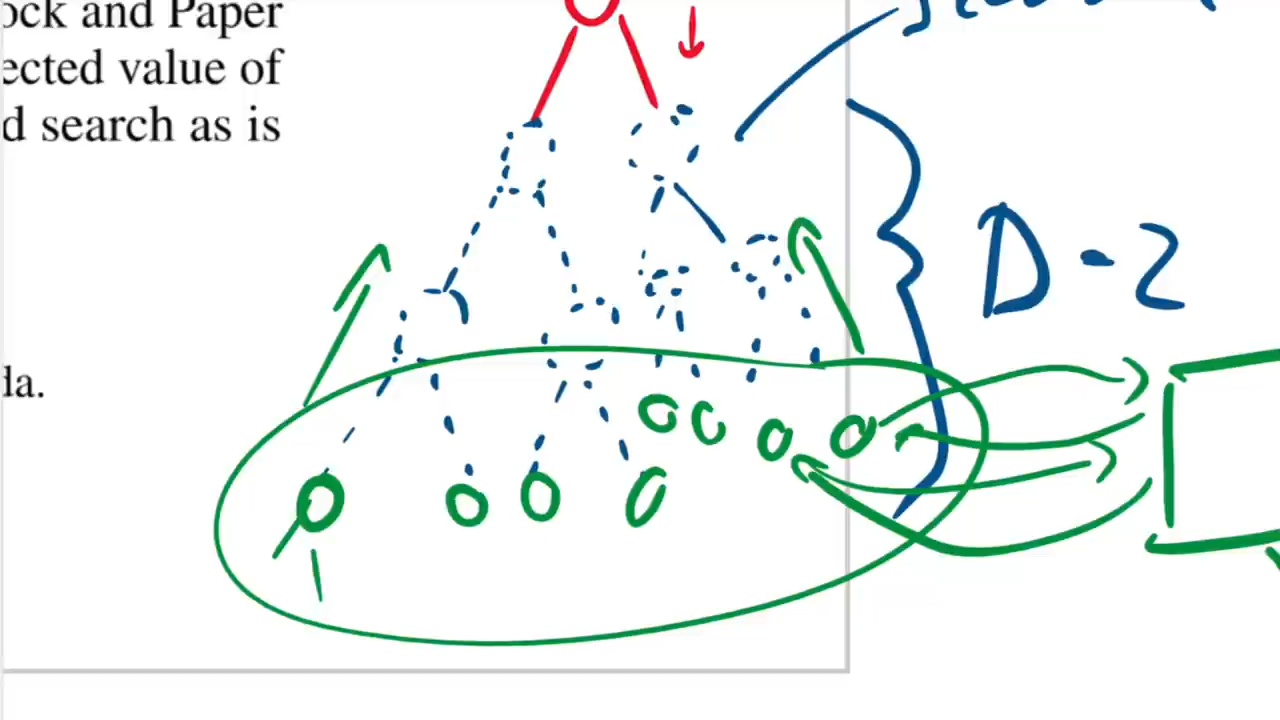 ock and Paper
ected value of
d search as is
D - 2
da.